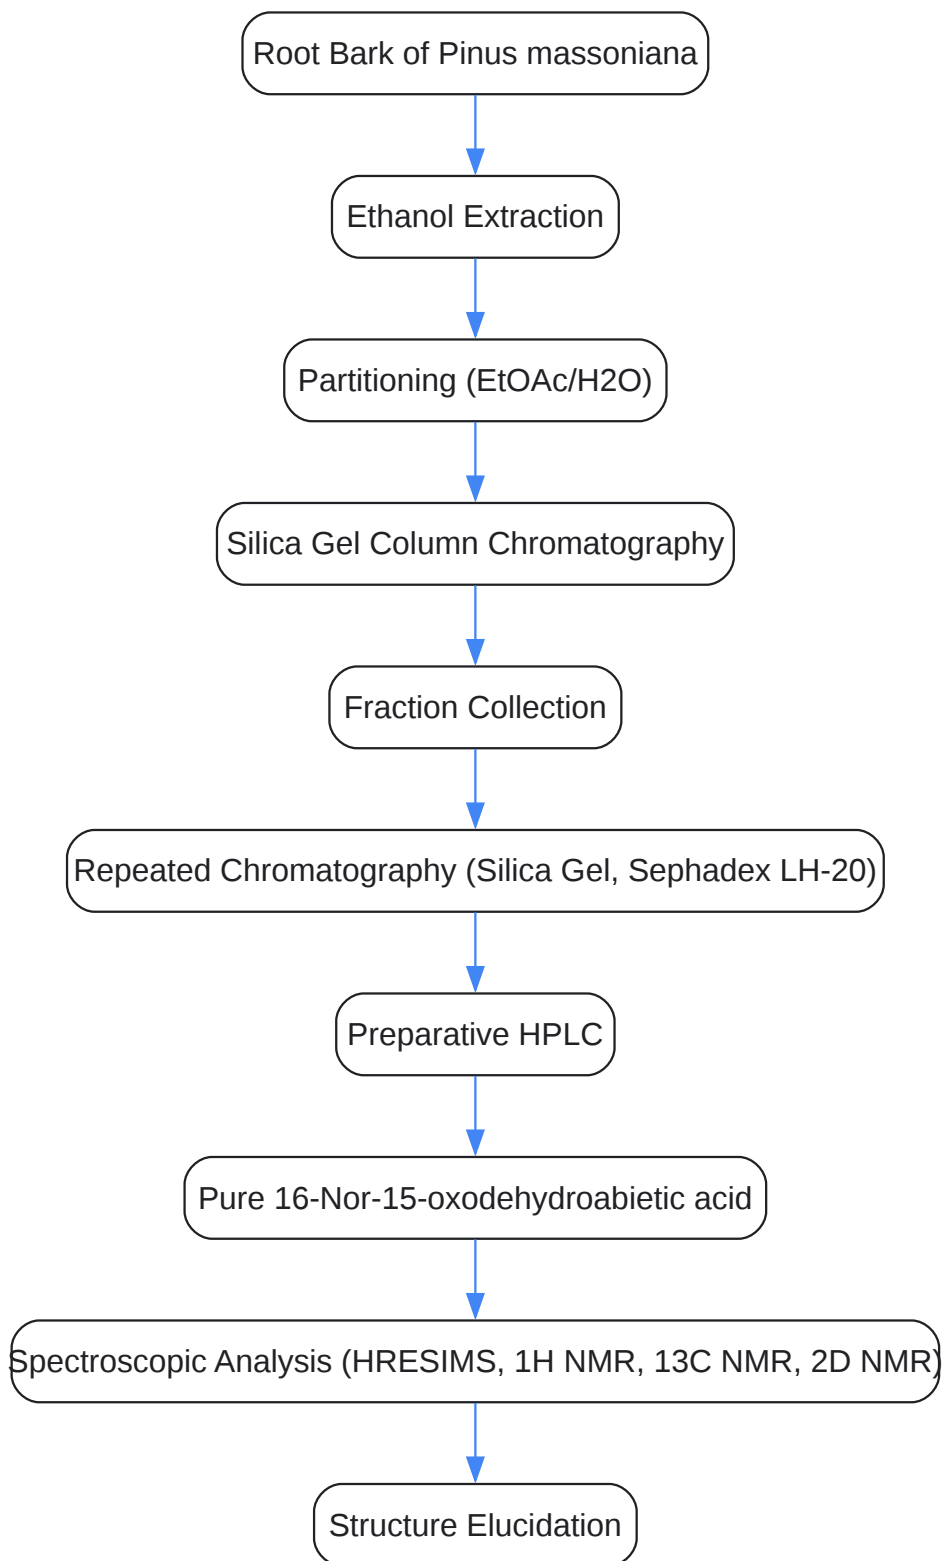 Root Bark of Pinus massoniana
Ethanol Extraction
Partitioning (EtOAc/H2O)
Silica Gel Column Chromatography
Fraction Collection
Repeated Chromatography (Silica Gel, Sephadex LH-20)
Preparative HPLC
Pure 16-Nor-15-oxodehydroabietic acid
Spectroscopic Analysis (HRESIMS, 1H NMR, 13C NMR, 2D NMR)
Structure Elucidation